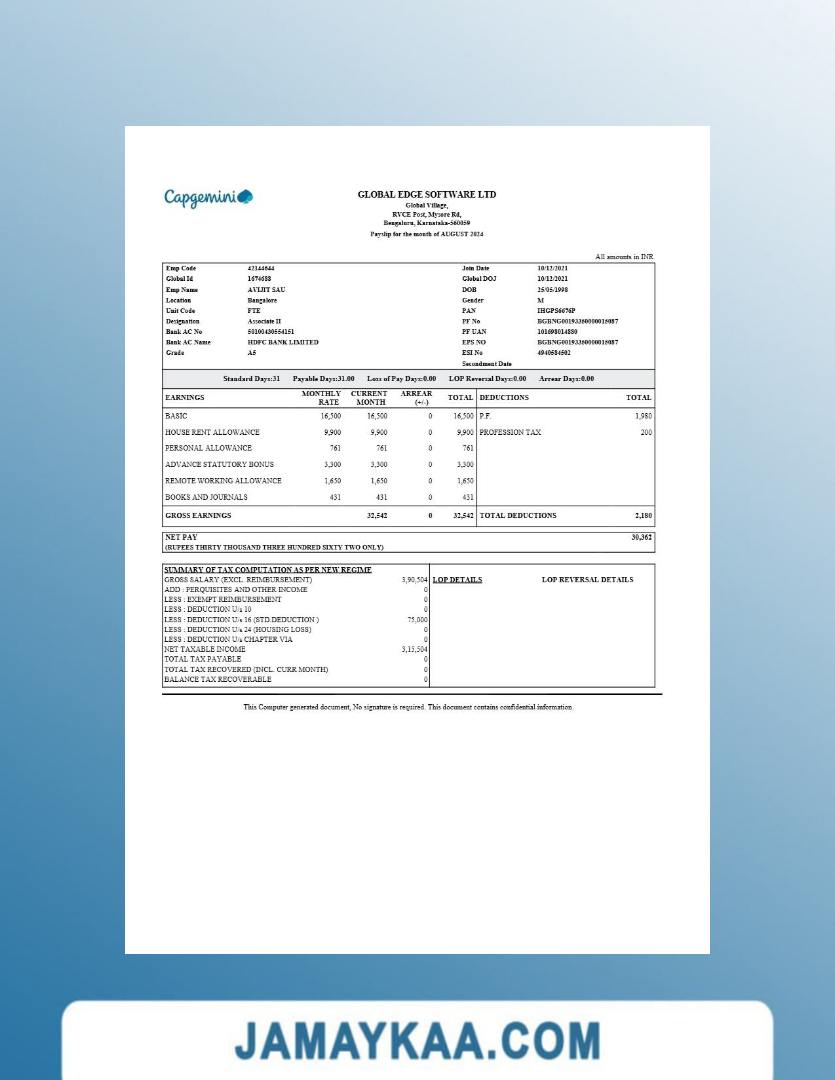 Capgemini
GLOBAL EDGE SOFTWARE LTD
Global Village,
RVCE Post, Mysore Rd,
Bengaluru, Karnataka-560059
Payslip for the month of AUGUST 2024
All amounts in INR
Emp Code 42344644 Join Date 10/12/2021
Global Id 1674688 Global DOJ 10/12/2021
Emp Name AVIJIT SAU DOB 25/05/1998
Location Bangalore Gender M
Unit Code FTE PAN IHGPS6676P
Designation Associate II PF No BGBNG00193360000015087
Bank AC No 50100430554151 PF UAN 101698014880
Bank AC Name HDFC BANK LIMITED EPS NO BGBNG00193360000015087
Grade A5 ESI No 4940584502
Secondment Date
Standard Days:31 Payable Days:31.00 Loss of Pay Days:0.00 LOP Reversal Days:0.00 Arrear Days:0.00
EARNINGS MONTHLY RATE CURRENT MONTH ARREAR (+/-) TOTAL DEDUCTIONS TOTAL
BASIC 16,500 16,500 0 16,500 P.F. 1,980
HOUSE RENT ALLOWANCE 9,900 9,900 0 9,900 PROFESSION TAX 200
PERSONAL ALLOWANCE 761 761 0 761
ADVANCE STATUTORY BONUS 3,300 3,300 0 3,300
REMOTE WORKING ALLOWANCE 1,650 1,650 0 1,650
BOOKS AND JOURNALS 431 431 0 431
GROSS EARNINGS 32,542 0 32,542 TOTAL DEDUCTIONS 2,180
NET PAY 30,362
(RUPEES THIRTY THOUSAND THREE HUNDRED SIXTY TWO ONLY)
SUMMARY OF TAX COMPUTATION AS PER NEW REGIME
GROSS SALARY (EXCL. REIMBURSEMENT) 3,90,504 LOP DETAILS LOP REVERSAL DETAILS
ADD : PERQUISITES AND OTHER INCOME 0
LESS : EXEMPT REIMBURSEMENT 0
LESS : DEDUCTION U/s 10 0
LESS : DEDUCTION U/s 16 (STD.DEDUCTION ) 75,000
LESS : DEDUCTION U/s 24 (HOUSING LOSS) 0
LESS : DEDUCTION U/s CHAPTER VIA 0
NET TAXABLE INCOME 3,15,504
TOTAL TAX PAYABLE 0
TOTAL TAX RECOVERED (INCL. CURR MONTH) 0
BALANCE TAX RECOVERABLE 0
This Computer generated document, No signature is required. This document contains confidential information.
JAMAYKAA.COM